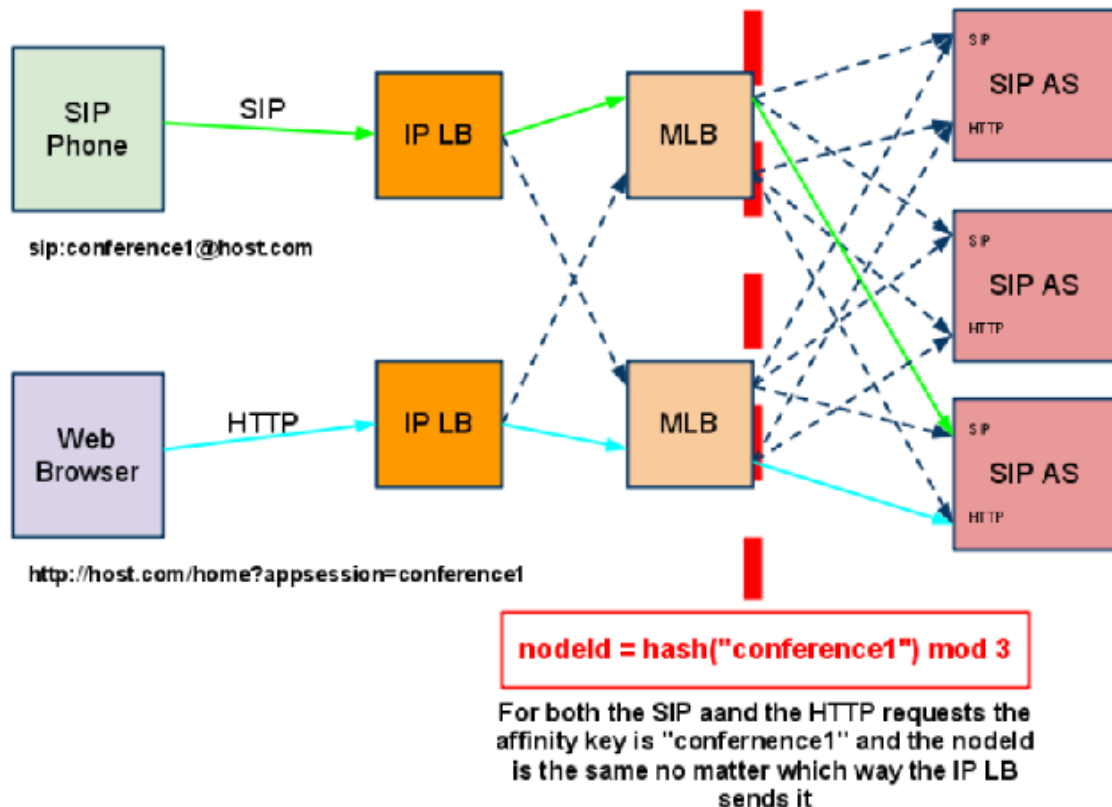 SIP
Phone
SIP
IP LB
MLB
SIP
SIP AS
HTTP
sip:conference1@host.com
SIP
SIP AS
HTTP
Web
Browser
HTTP
IP LB
MLB
SIP
SIP AS
HTTP
http://host.com/home?appsession=conference1
nodeId = hash("conference1") mod 3
For both the SIP aand the HTTP requests the
affinity key is "confernence1" and the nodeId
is the same no matter which way the IP LB
sends it